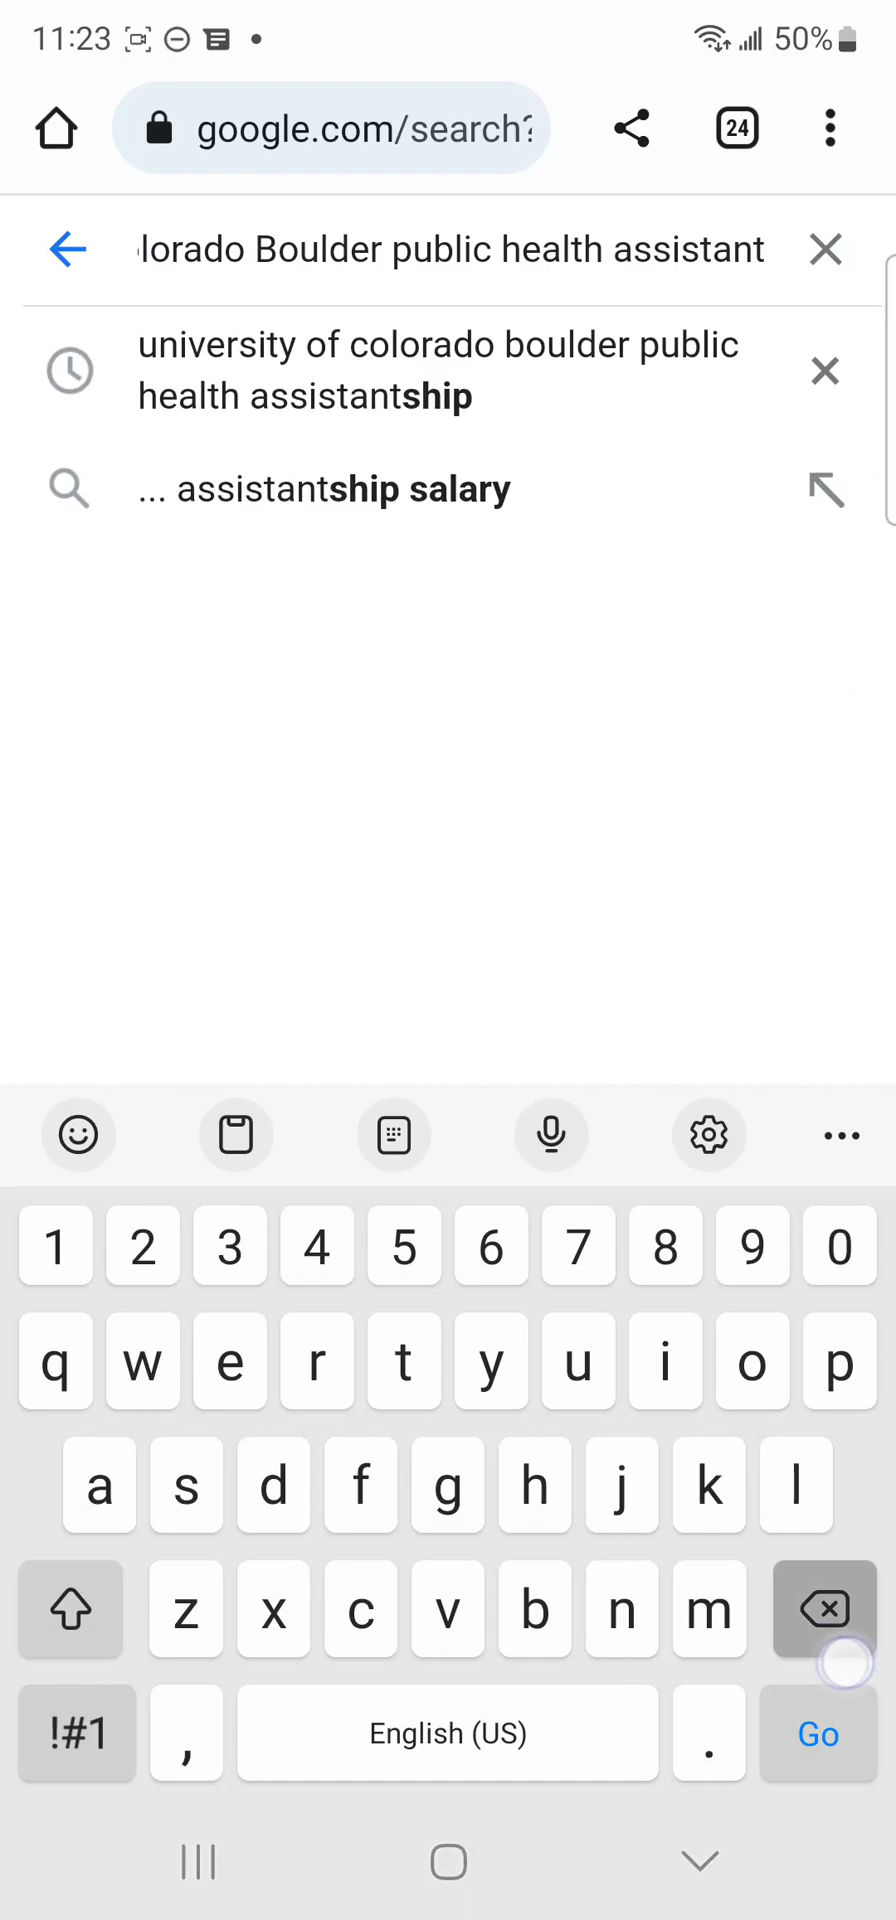 11:23
50%
google.com/search?
24
lorado Boulder public health assistant
university of colorado boulder public
health assistantship
... assistantship salary
1 2 3 4 5 6 7 8 9 0
q w e r t y u i o p
a s d f g h j k l
z x c v b n m
!#1 , English (US) . Go